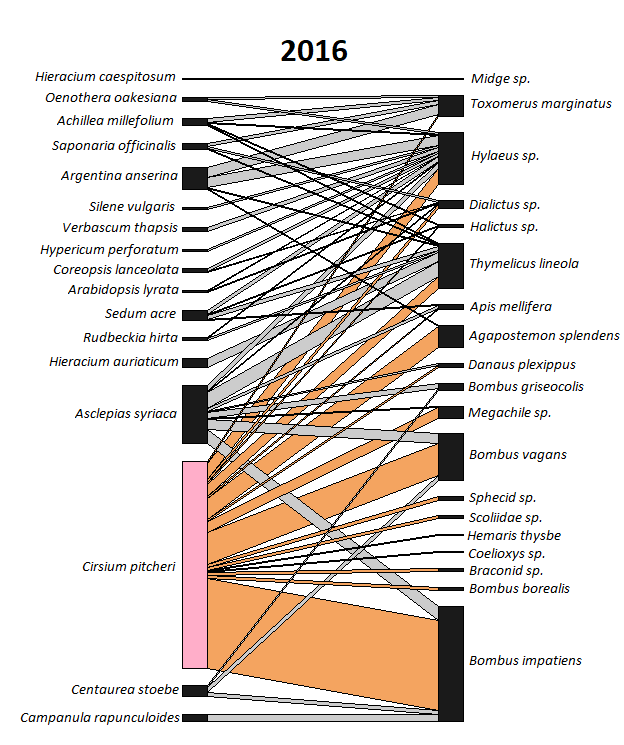 2016
Hieracium caespitosum
Oenothera oakesiana
Achillea millefolium
Saponaria officinalis
Argentina anserina
Silene vulgaris
Verbascum thapsis
Hypericum perforatum
Coreopsis lanceolata
Arabidopsis lyrata
Sedum acre
Rudbeckia hirta
Hieracium auriaticum
Asclepias syriaca
Cirsium pitcheri
Centaurea stoebe
Campanula rapunculoides
Midge sp.
Toxomerus marginatus
Hylaeus sp.
Dialictus sp.
Halictus sp.
Thymelicus lineola
Apis mellifera
Agapostemon splendens
Danaus plexippus
Bombus griseocolis
Megachile sp.
Bombus vagans
Sphecid sp.
Scoliidae sp.
Hemaris thysbe
Coelioxys sp.
Braconid sp.
Bombus borealis
Bombus impatiens